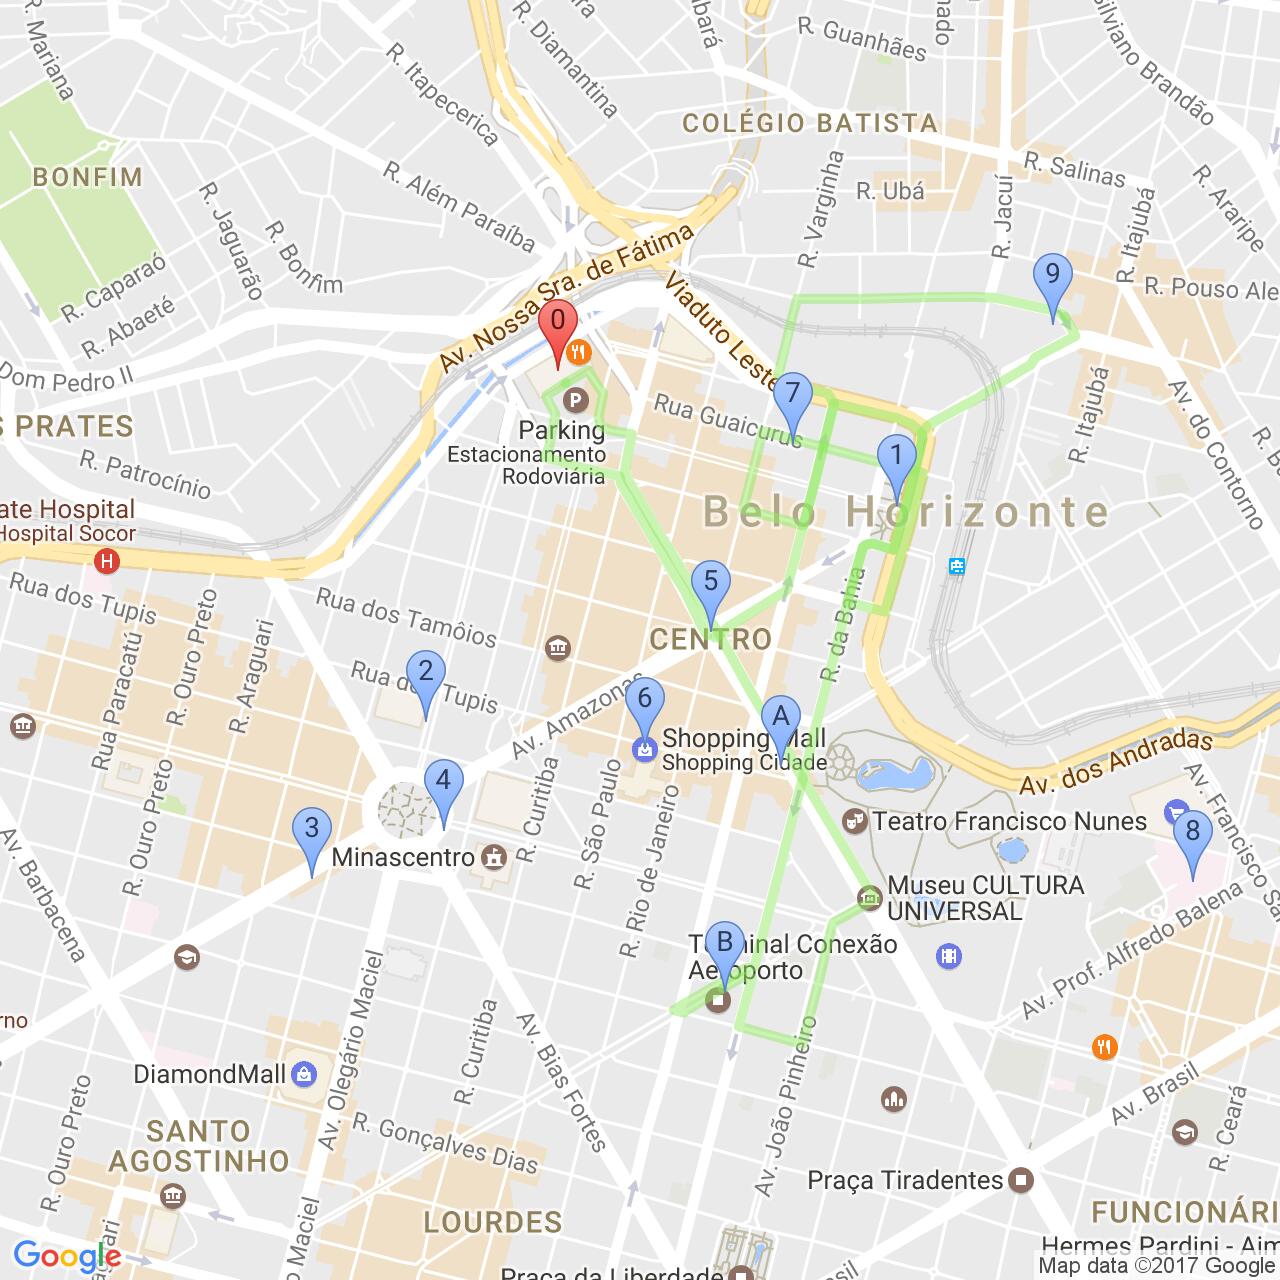 R. Mariana
R. Diamantina
R. Guanhães
R. Itapecerica
COLÉGIO BATISTA
Silviano Brandão
R. Salinas
R. Araripe
BONFIM
R. Além Paraíba
R. Ubá
R. Varginha
R. Jacuí
R. Itajubá
R. Jaguarão
R. Bonfim
R. Caparaó
R. Abaeté
Av. Nossa Sra. de Fátima
Viaduto Leste
R. Pouso Ale
9
0
Dom Pedro II
7
Rua Guaicurus
R. Itajubá
Av. do Contorno
S PRATES
P
Parking
Estacionamento
Rodoviária
R. Patrocínio
1
Belo Horizonte
ate Hospital
Hospital Socor
H
Rua dos Tupis
R. Ouro Preto
Rua dos Tamôios
5
CENTRO
R. da Bahia
Rua Paracatú
R. Araguari
2
Rua dos Tupis
Av. Amazonas
6
A
Shopping Mall
Shopping Cidade
Av. dos Andradas
Av. Francisco Sa
4
3
R. Ouro Preto
R. Curitiba
R. São Paulo
R. Rio de Janeiro
Minascentro
Teatro Francisco Nunes
8
Museu CULTURA
UNIVERSAL
Av. Prof. Alfredo Balena
Av. Barbacena
B
Terminal Conexão
Aeroporto
rno
R. Curitiba
Av. Olegário Maciel
Av. Bias Fortes
Av. João Pinheiro
DiamondMall
R. Ouro Preto
R. Gonçalves Dias
SANTO
AGOSTINHO
Av. Brasil
R. Ceará
Praça Tiradentes
LOURDES
FUNCIONÁRI
Hermes Pardini - Aim
Google
Praça da Liberdade
Map data ©2017 Google